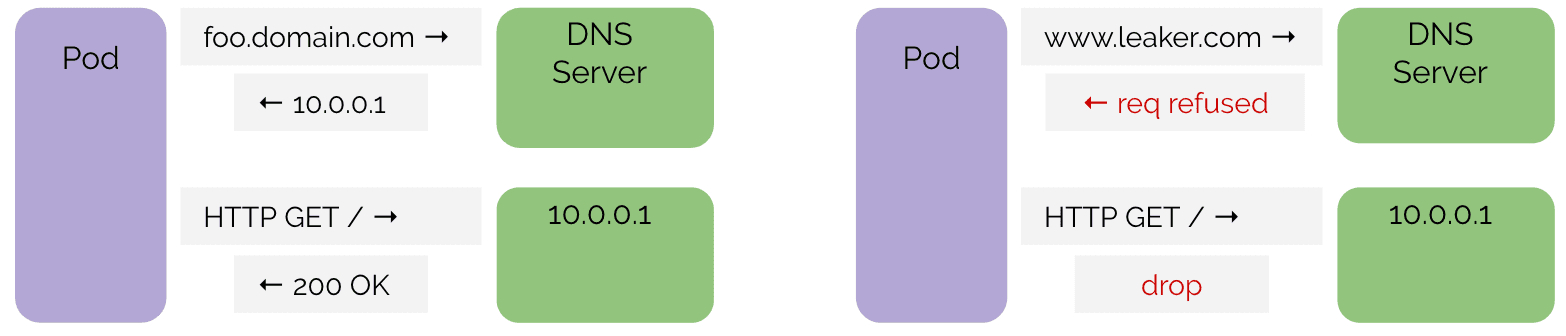 Pod
foo.domain.com →
← 10.0.0.1
DNS
Server
HTTP GET / →
← 200 OK
10.0.0.1
Pod
www.leaker.com →
← req refused
DNS
Server
HTTP GET / →
drop
10.0.0.1